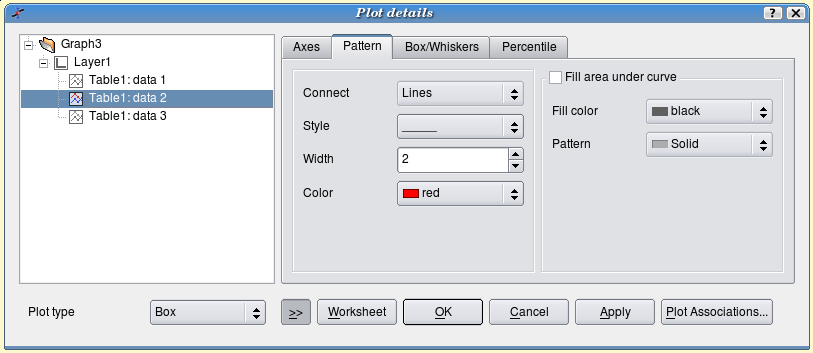 Plot details
Graph3
Layer1
Table1: data 1
Table1: data 2
Table1: data 3
Axes Pattern Box/Whiskers Percentile
Connect Lines
Style
Width 2
Color red
Fill area under curve
Fill color black
Pattern Solid
Plot type Box >> Worksheet OK Cancel Apply Plot Associations...